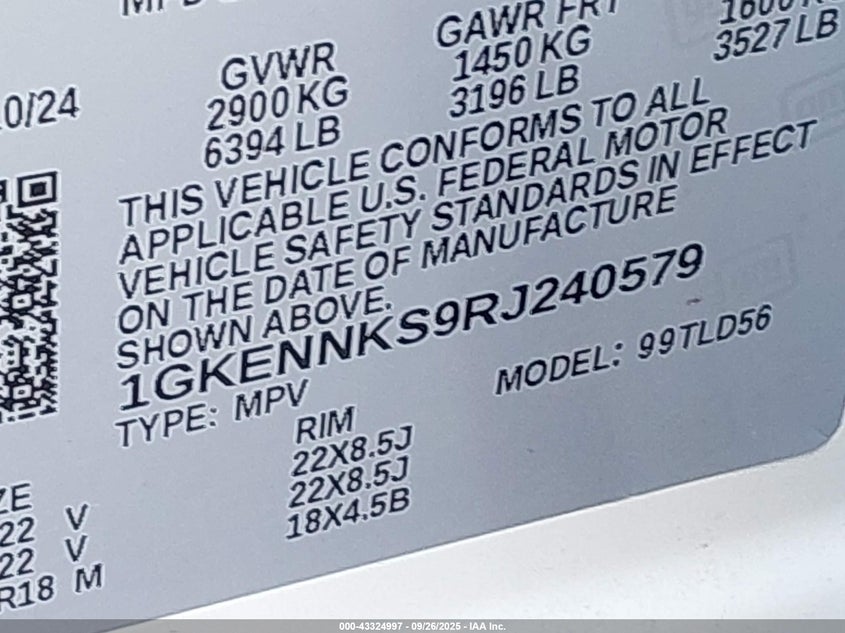 GVWR
2900 KG
6394 LB
GAWR FRT
1450 KG
3196 LB
3527 LB
0/24
THIS VEHICLE CONFORMS TO ALL
APPLICABLE U.S. FEDERAL MOTOR
VEHICLE SAFETY STANDARDS IN EFFECT
ON THE DATE OF MANUFACTURE
SHOWN ABOVE.
1GKENNKS9RJ240579
TYPE: MPV
MODEL: 99TLD56
RIM
22X8.5J
22X8.5J
18X4.5B
ZE
22 V
22 V
R18 M
000-43324997 - 09/26/2025 - IAA Inc.